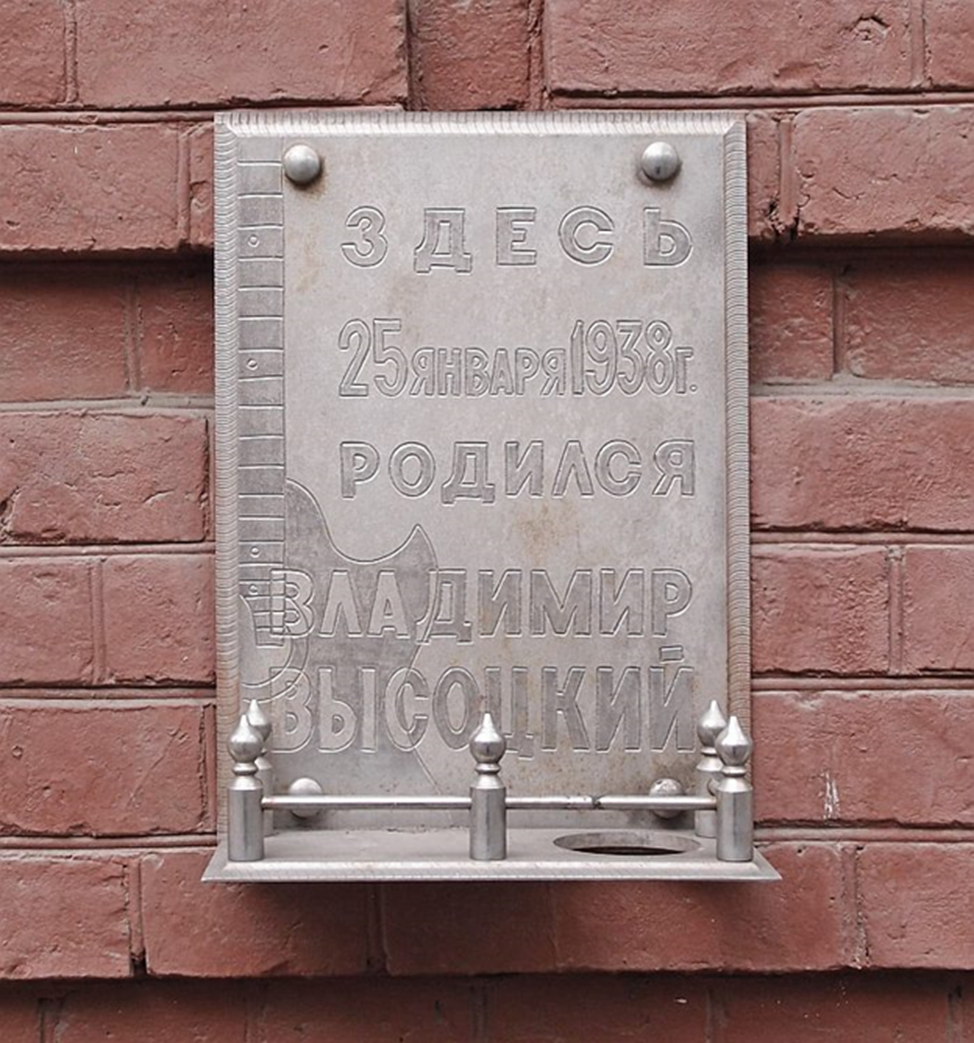 ЗДЕСЬ
25 ЯНВАРЯ 1938 г.
РОДИЛСЯ
ВЛАДИМИР
ВЫСОЦКИЙ